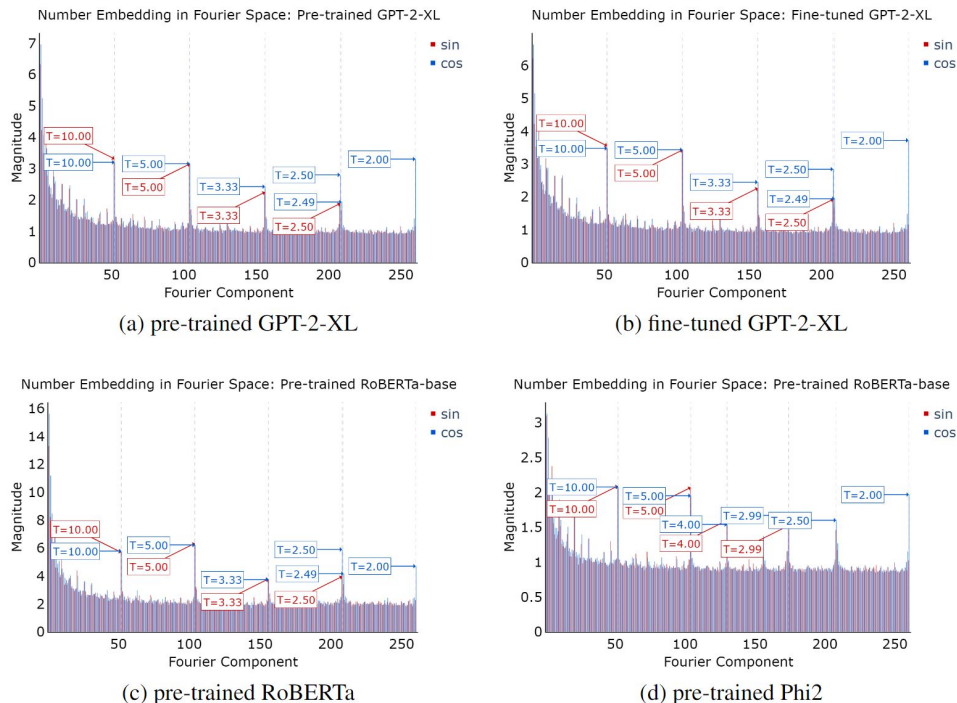 Number Embedding in Fourier Space: Pre-trained GPT-2-XL
sin
cos
Magnitude
7
6
5
4
3
2
1
0
T=10.00
T=10.00
T=5.00
T=5.00
T=3.33
T=3.33
T=2.50
T=2.49
T=2.50
T=2.00
50
100
150
200
250
Fourier Component
(a) pre-trained GPT-2-XL
Number Embedding in Fourier Space: Fine-tuned GPT-2-XL
sin
cos
Magnitude
6
5
4
3
2
1
0
T=10.00
T=10.00
T=5.00
T=5.00
T=3.33
T=3.33
T=2.50
T=2.49
T=2.50
T=2.00
50
100
150
200
250
Fourier Component
(b) fine-tuned GPT-2-XL
Number Embedding in Fourier Space: Pre-trained RoBERTa-base
sin
cos
Magnitude
16
14
12
10
8
6
4
2
0
T=10.00
T=10.00
T=5.00
T=5.00
T=3.33
T=3.33
T=2.50
T=2.49
T=2.50
T=2.00
50
100
150
200
250
Fourier Component
(c) pre-trained RoBERTa
Number Embedding in Fourier Space: Pre-trained RoBERTa-base
sin
cos
Magnitude
3
2.5
2
1.5
1
0.5
0
T=10.00
T=10.00
T=5.00
T=5.00
T=4.00
T=4.00
T=2.99
T=2.99
T=2.50
T=2.00
50
100
150
200
250
Fourier Component
(d) pre-trained Phi2